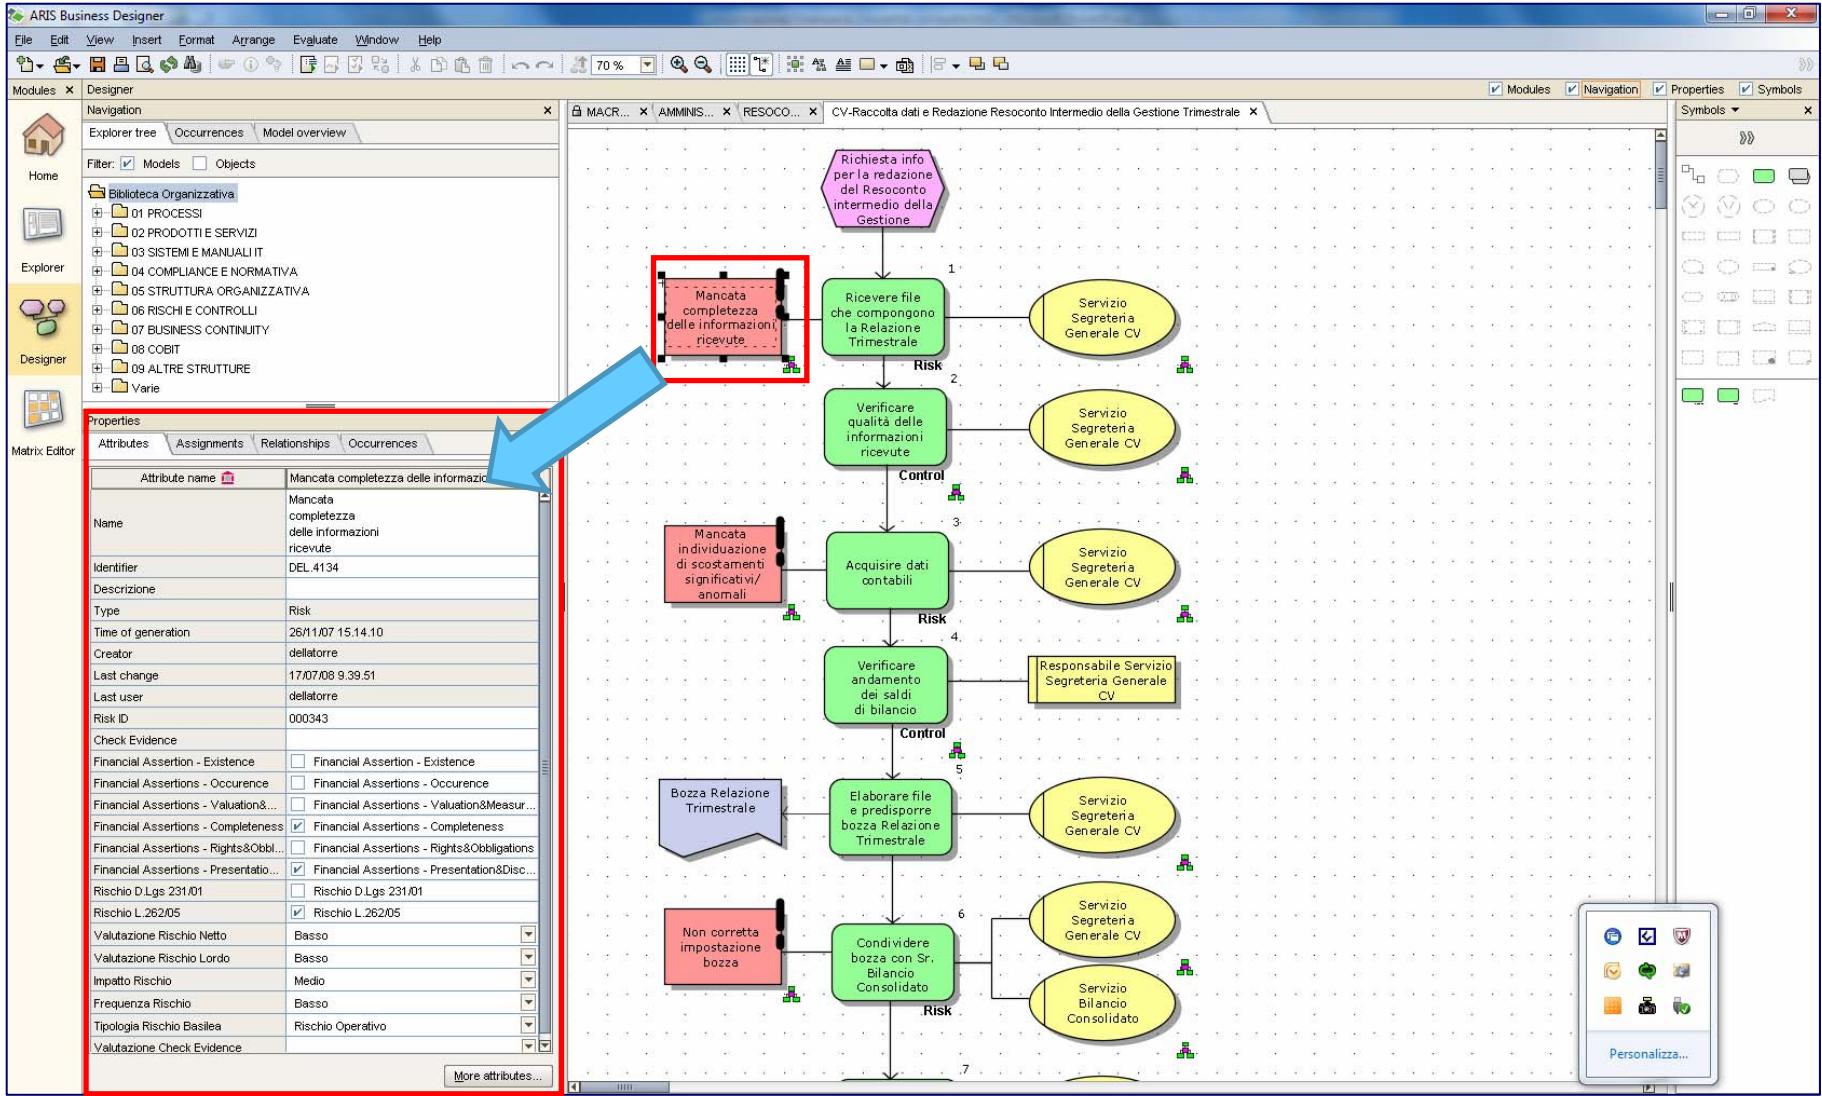 ARIS Business Designer
File Edit View Insert Format Arrange Evaluate Window Help
70 %
Modules × Designer
Modules Navigation Properties Symbols
Navigation ×
Explorer tree Occurrences Model overview
Filter: Models Objects
Biblioteca Organizzativa
01 PROCESSI
02 PRODOTTI E SERVIZI
03 SISTEMI E MANUALI IT
04 COMPLIANCE E NORMATIVA
05 STRUTTURA ORGANIZZATIVA
06 RISCHI E CONTROLLI
07 BUSINESS CONTINUITY
08 COBIT
09 ALTRE STRUTTURE
Varie
Home
Explorer
Designer
Matrix Editor
Properties
Attributes Assignments Relationships Occurrences
Attribute name Mancata completezza delle informazio
Name
Mancata
completezza
delle informazioni
ricevute
Identifier DEL.4134
Descrizione
Type Risk
Time of generation 26/11/07 15.14.10
Creator dellatorre
Last change 17/07/08 9.39.51
Last user dellatorre
Risk ID 000343
Check Evidence
Financial Assertion - Existence Financial Assertion - Existence
Financial Assertions - Occurence Financial Assertions - Occurence
Financial Assertions - Valuation&... Financial Assertions - Valuation&Measur...
Financial Assertions - Completeness Financial Assertions - Completeness
Financial Assertions - Rights&Obbl... Financial Assertions - Rights&Obbligations
Financial Assertions - Presentatio... Financial Assertions - Presentation&Disc...
Rischio D.Lgs 231/01 Rischio D.Lgs 231/01
Rischio L.262/05 Rischio L.262/05
Valutazione Rischio Netto Basso
Valutazione Rischio Lordo Basso
Impatto Rischio Medio
Frequenza Rischio Basso
Tipologia Rischio Basilea Rischio Operativo
Valutazione Check Evidence
More attributes...
MACR... × AMMINIS... × RESOCO... × CV-Raccolta dati e Redazione Resoconto Intermedio della Gestione Trimestrale ×
Richiesta info
per la redazione
del Resoconto
intermedio della
Gestione
1
Mancata
completezza
delle informazioni
ricevute
Ricevere file
che compongono
la Relazione
Trimestrale
Servizio
Segreteria
Generale CV
Risk
2
Verificare
qualità delle
informazioni
ricevute
Servizio
Segreteria
Generale CV
Control
3
Mancata
individuazione
di scostamenti
significativi/
anomali
Acquisire dati
contabili
Servizio
Segreteria
Generale CV
Risk
4
Verificare
andamento
dei saldi
di bilancio
Responsabile Servizio
Segreteria Generale
CV
Control
5
Bozza Relazione
Trimestrale
Elaborare file
e predisporre
bozza Relazione
Trimestrale
Servizio
Segreteria
Generale CV
6
Non corretta
impostazione
bozza
Condividere
bozza con Sr.
Bilancio
Consolidato
Servizio
Segreteria
Generale CV
Servizio
Bilancio
Consolidato
Risk
7
Symbols ×
Personalizza...